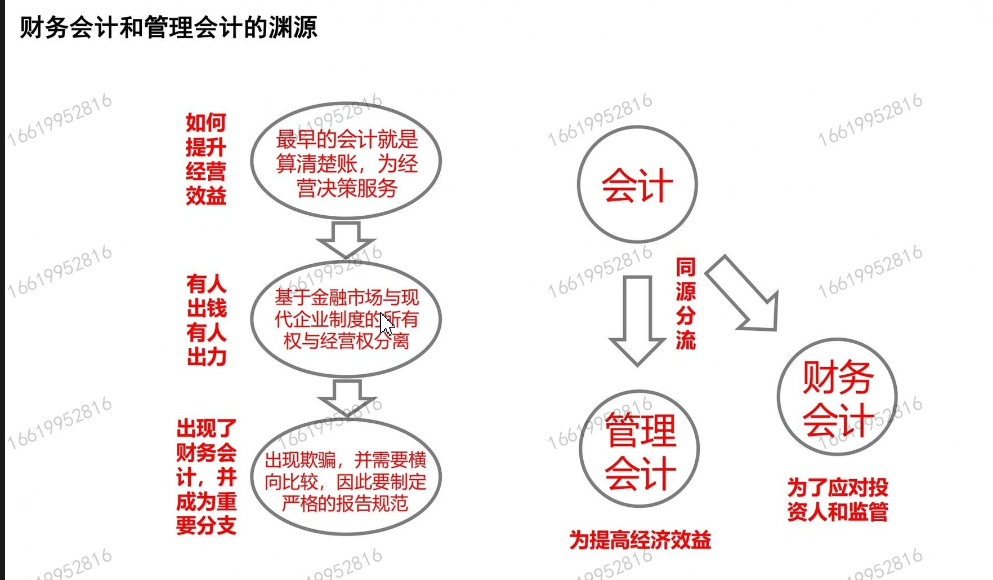 财务会计和管理会计的渊源
16619952816
16619952816
16619952816
如何
提升
经营
效益
最早的会计就是
算清楚账，为经
营决策服务
会计
16619952816
16619952816
16619952816
有人
出钱
有人
出力
基于金融市场与现
代企业制度的所有
权与经营权分离
同
源
分
流
16619952816
16619952816
16619952816
16619952816
出现了
财务会
计，并
成为重
要分支
出现欺骗，并需要横
向比较，因此要制定
严格的报告规范
管理
会计
财务
会计
为了应对投
资人和监管
为提高经济效益
16619952816
16619952816
16619952816
16619952816